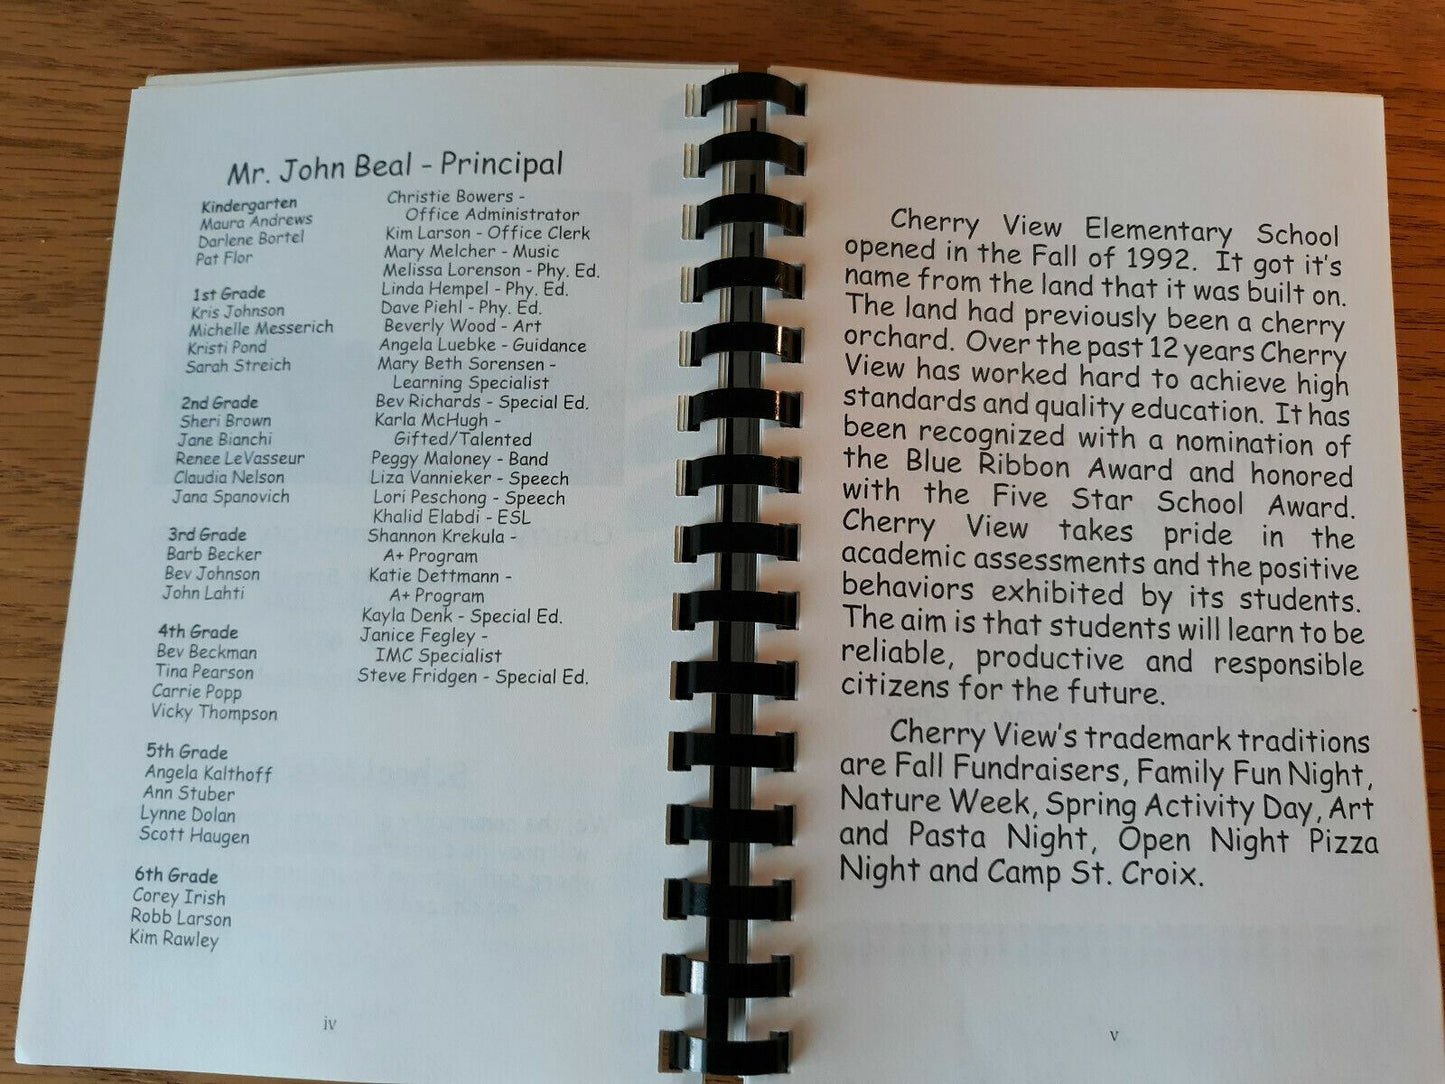 Mr. John Beal - Principal
Kindergarten
Maura Andrews
Darlene Bortel
Pat Flor
1st Grade
Kris Johnson
Michelle Messerich
Kristi Pond
Sarah Streich
2nd Grade
Sheri Brown
Jane Bianchi
Renee LeVasseur
Claudia Nelson
Jana Spanovich
3rd Grade
Barb Becker
Bev Johnson
John Lahti
4th Grade
Bev Beckman
Tina Pearson
Carrie Popp
Vicky Thompson
5th Grade
Angela Kalthoff
Ann Stuber
Lynne Dolan
Scott Haugen
6th Grade
Corey Irish
Robb Larson
Kim Rawley
Christie Bowers -
Office Administrator
Kim Larson - Office Clerk
Mary Melcher - Music
Melissa Lorenson - Phy. Ed.
Linda Hempel - Phy. Ed.
Dave Piehl - Phy. Ed.
Beverly Wood - Art
Angela Luebke - Guidance
Mary Beth Sorensen -
Learning Specialist
Bev Richards - Special Ed.
Karla McHugh -
Gifted/Talented
Peggy Maloney - Band
Liza Vannieker - Speech
Lori Peschong - Speech
Khalid Elabdi - ESL
Shannon Krekula -
A+ Program
Katie Dettmann -
A+ Program
Kayla Denk - Special Ed.
Janice Fegley -
IMC Specialist
Steve Fridgen - Special Ed.
iv
Cherry View Elementary School
opened in the Fall of 1992. It got it's
name from the land that it was built on.
The land had previously been a cherry
orchard. Over the past 12 years Cherry
View has worked hard to achieve high
standards and quality education. It has
been recognized with a nomination of
the Blue Ribbon Award and honored
with the Five Star School Award.
Cherry View takes pride in the
academic assessments and the positive
behaviors exhibited by its students.
The aim is that students will learn to be
reliable, productive and responsible
citizens for the future.
Cherry View's trademark traditions
are Fall Fundraisers, Family Fun Night,
Nature Week, Spring Activity Day, Art
and Pasta Night, Open Night Pizza
Night and Camp St. Croix.
v